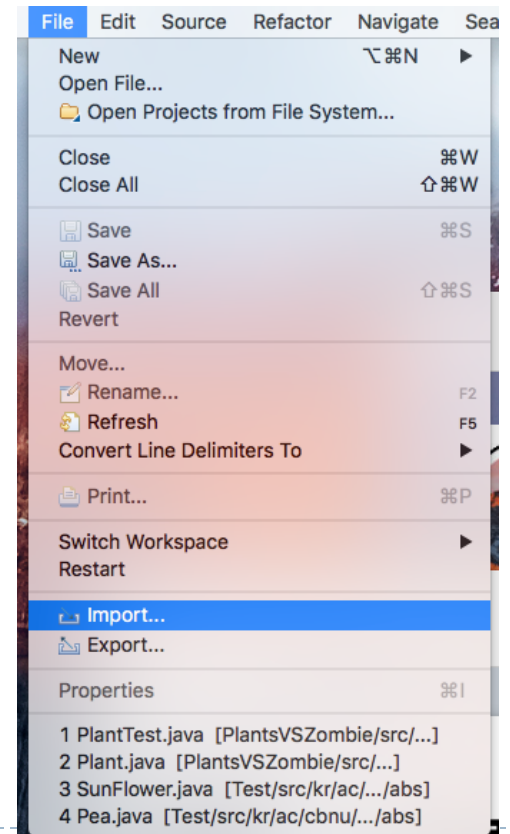 File Edit Source Refactor Navigate Sea
New ⌥⌘N ▶
Open File...
Open Projects from File System...
Close ⌘W
Close All ⇧⌘W
Save ⌘S
Save As...
Save All ⇧⌘S
Revert
Move...
Rename... F2
Refresh F5
Convert Line Delimiters To ▶
Print... ⌘P
Switch Workspace ▶
Restart
Import...
Export...
Properties ⌘I
1 PlantTest.java [PlantsVSZombie/src/...]
2 Plant.java [PlantsVSZombie/src/...]
3 SunFlower.java [Test/src/kr/ac/.../abs]
4 Pea.java [Test/src/kr/ac/cbnu/.../abs]